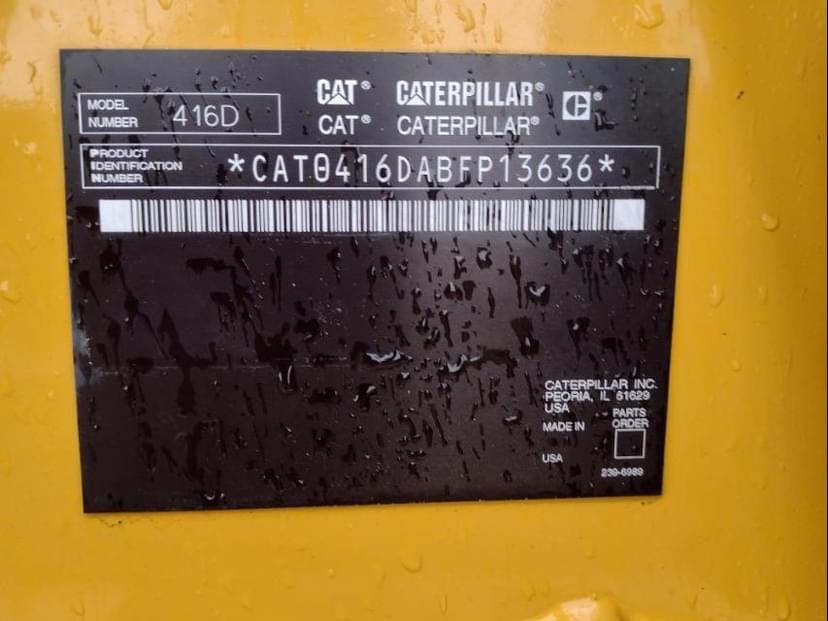 MODEL NUMBER 416D
CAT® CATERPILLAR® ®
CAT® CATERPILLAR®
PRODUCT
IDENTIFICATION
NUMBER
*CAT0416DABFP13636*
CATERPILLAR INC.
PEORIA, IL 61629
USA
PARTS
ORDER
MADE IN
USA
239-6989